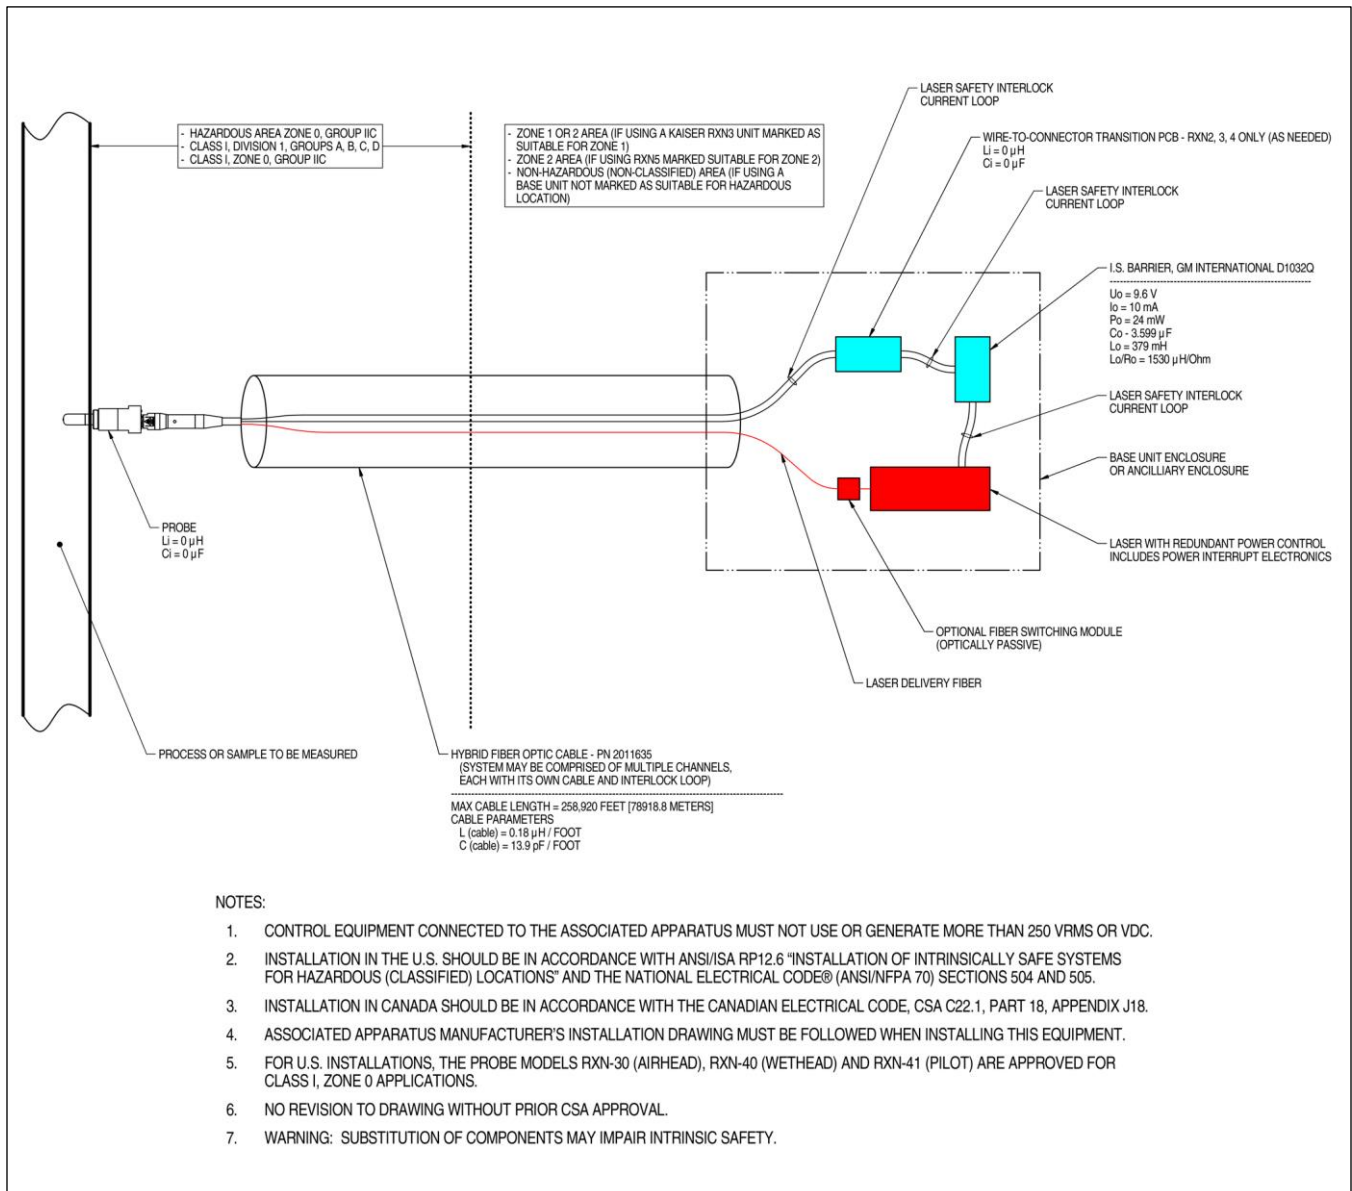 - HAZARDOUS AREA ZONE 0, GROUP IIC
- CLASS I, DIVISION 1, GROUPS A, B, C, D
- CLASS I, ZONE 0, GROUP IIC
- ZONE 1 OR 2 AREA (IF USING A KAISER RXN3 UNIT MARKED AS
SUITABLE FOR ZONE 1)
- ZONE 2 AREA (IF USING RXN5 MARKED SUITABLE FOR ZONE 2)
- NON-HAZARDOUS (NON-CLASSIFIED) AREA (IF USING A
BASE UNIT NOT MARKED AS SUITABLE FOR HAZARDOUS
LOCATION)
LASER SAFETY INTERLOCK
CURRENT LOOP
WIRE-TO-CONNECTOR TRANSITION PCB - RXN2, 3, 4 ONLY (AS NEEDED)
Li = 0 µH
Ci = 0 µF
LASER SAFETY INTERLOCK
CURRENT LOOP
I.S. BARRIER, GM INTERNATIONAL D1032Q
Uo = 9.6 V
Io = 10 mA
Po = 24 mW
Co - 3.599 µF
Lo = 379 mH
Lo/Ro = 1530 µH/Ohm
LASER SAFETY INTERLOCK
CURRENT LOOP
BASE UNIT ENCLOSURE
OR ANCILLIARY ENCLOSURE
PROBE
Li = 0 µH
Ci = 0 µF
LASER WITH REDUNDANT POWER CONTROL
INCLUDES POWER INTERRUPT ELECTRONICS
OPTIONAL FIBER SWITCHING MODULE
(OPTICALLY PASSIVE)
LASER DELIVERY FIBER
PROCESS OR SAMPLE TO BE MEASURED
HYBRID FIBER OPTIC CABLE - PN 2011635
(SYSTEM MAY BE COMPRISED OF MULTIPLE CHANNELS,
EACH WITH ITS OWN CABLE AND INTERLOCK LOOP)
MAX CABLE LENGTH = 258,920 FEET [78918.8 METERS]
CABLE PARAMETERS
L (cable) = 0.18 µH / FOOT
C (cable) = 13.9 pF / FOOT
NOTES:
1. CONTROL EQUIPMENT CONNECTED TO THE ASSOCIATED APPARATUS MUST NOT USE OR GENERATE MORE THAN 250 VRMS OR VDC.
2. INSTALLATION IN THE U.S. SHOULD BE IN ACCORDANCE WITH ANSI/ISA RP12.6 “INSTALLATION OF INTRINSICALLY SAFE SYSTEMS
FOR HAZARDOUS (CLASSIFIED) LOCATIONS” AND THE NATIONAL ELECTRICAL CODE® (ANSI/NFPA 70) SECTIONS 504 AND 505.
3. INSTALLATION IN CANADA SHOULD BE IN ACCORDANCE WITH THE CANADIAN ELECTRICAL CODE, CSA C22.1, PART 18, APPENDIX J18.
4. ASSOCIATED APPARATUS MANUFACTURER’S INSTALLATION DRAWING MUST BE FOLLOWED WHEN INSTALLING THIS EQUIPMENT.
5. FOR U.S. INSTALLATIONS, THE PROBE MODELS RXN-30 (AIRHEAD), RXN-40 (WETHEAD) AND RXN-41 (PILOT) ARE APPROVED FOR
CLASS I, ZONE 0 APPLICATIONS.
6. NO REVISION TO DRAWING WITHOUT PRIOR CSA APPROVAL.
7. WARNING: SUBSTITUTION OF COMPONENTS MAY IMPAIR INTRINSIC SAFETY.